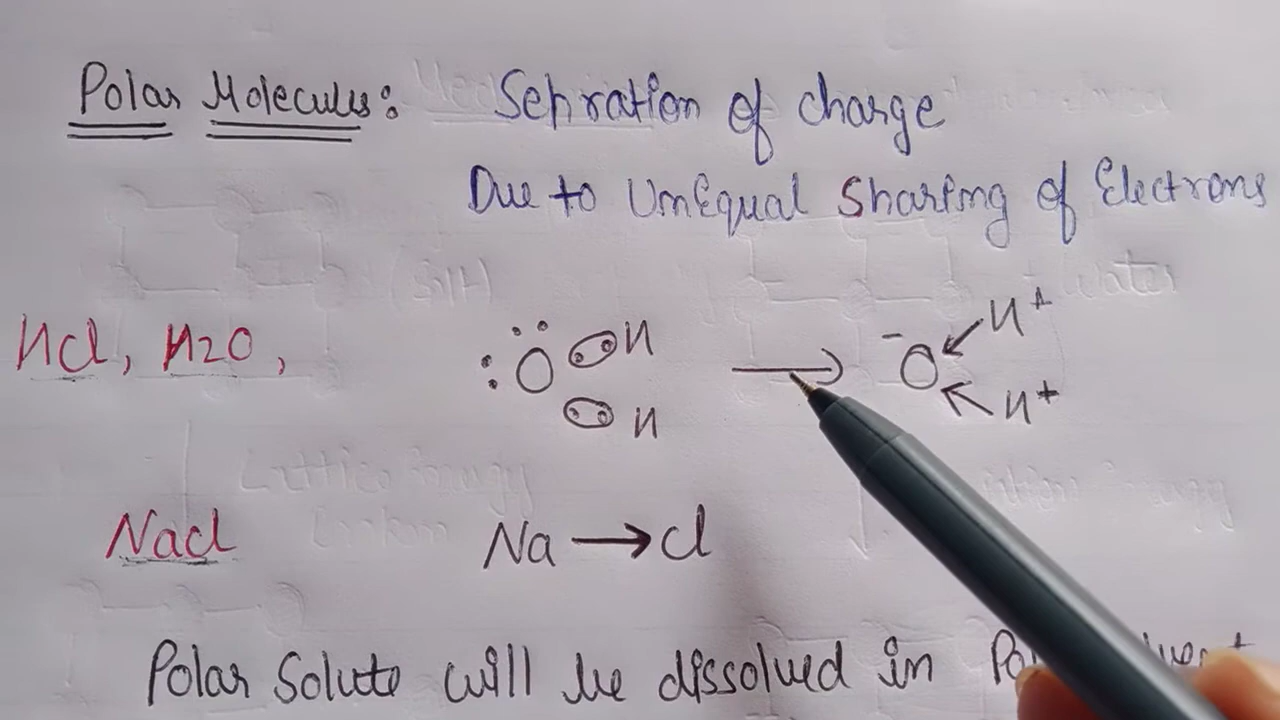 Polar Molecules:
Sepration of charge
Due to UnEqual Sharing of Electrons
HCl, H2O,
O H H
⟶ -O H+ H+
Nacl
Na → Cl
Polar Solute will be dissolved in